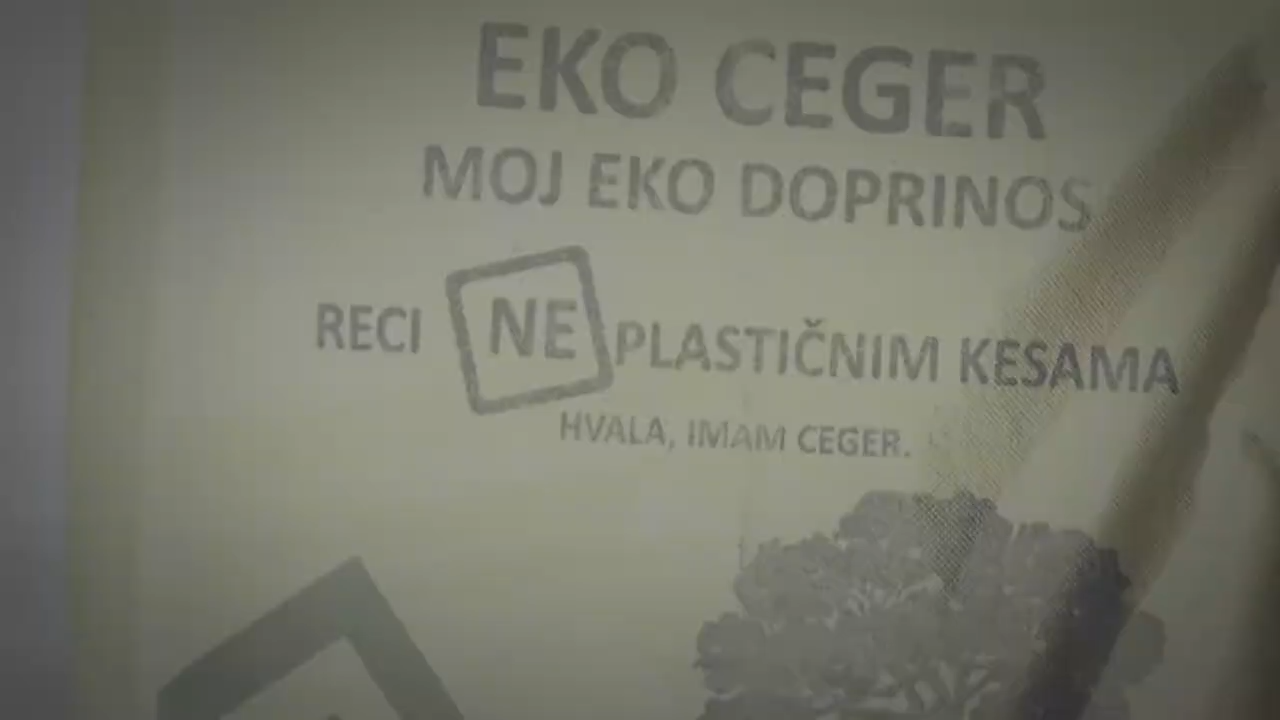 EKO CEGER
MOJ EKO DOPRINOS
RECI NE PLASTIČNIM KESAMA
HVALA, IMAM CEGER.